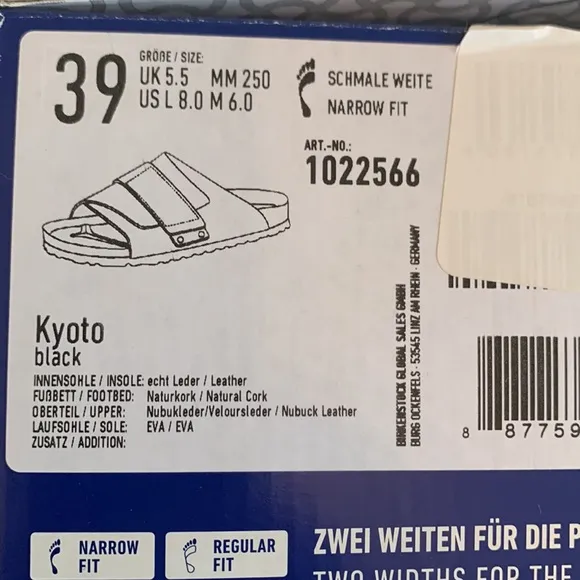 39
GRÖßE / SIZE:
UK 5.5 MM 250
US L 8.0 M 6.0
SCHMALE WEITE
NARROW FIT
ART.-NO.:
1022566
Kyoto
black
INNENSOHLE / INSOLE: echt Leder / Leather
FUßBETT / FOOTBED: Naturkork / Natural Cork
OBERTEIL / UPPER: Nubukleder/Veloursleder / Nubuck Leather
LAUFSOHLE / SOLE: EVA / EVA
ZUSATZ / ADDITION:
BIRKENSTOCK GLOBAL SALES GMBH
BURG OCKENFELS · 53545 LINZ AM RHEIN · GERMANY
8 87759
NARROW
FIT
REGULAR
FIT
ZWEI WEITEN FÜR DIE P
TWO WIDTHS FOR THE